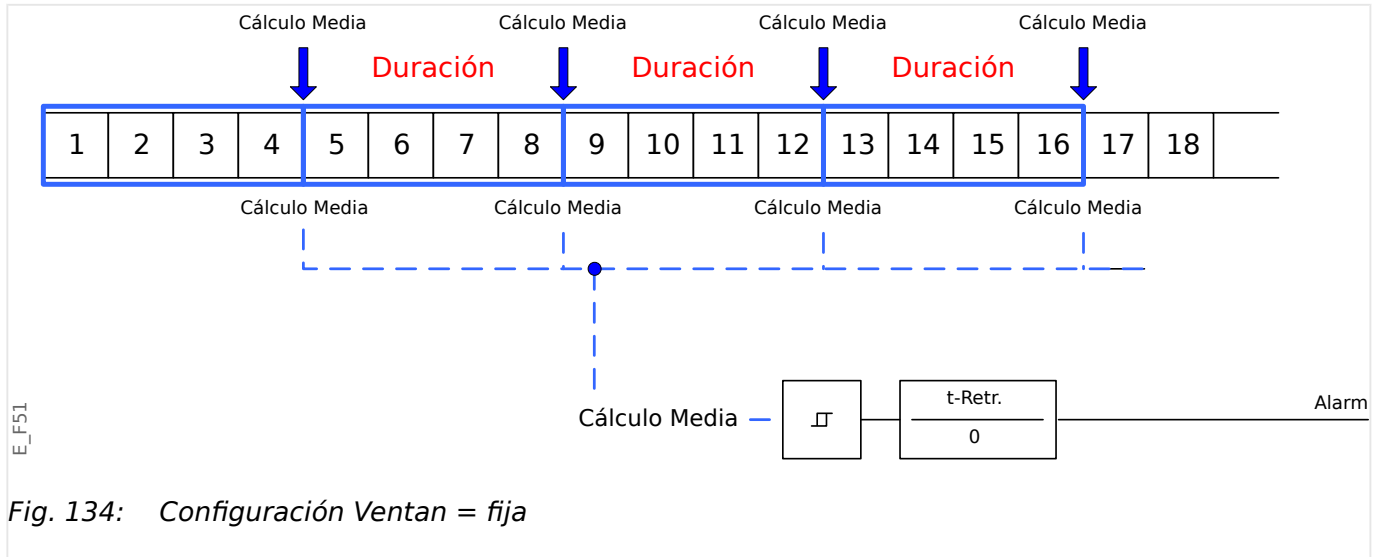 Cálculo Media Cálculo Media Cálculo Media Cálculo Media
Duración Duración Duración
1 2 3 4 5 6 7 8 9 10 11 12 13 14 15 16 17 18
Cálculo Media Cálculo Media Cálculo Media Cálculo Media
t-Retr.
Cálculo Media
0
Alarm
E_F51
Fig. 134: Configuración Ventan = fija